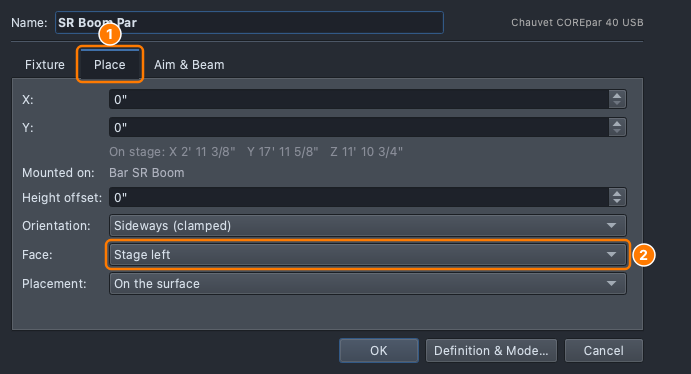 Name: SR Boom Par Chauvet COREpar 40 USB
1
Fixture Place Aim & Beam
X: 0"
Y: 0"
On stage: X 2' 11 3/8" Y 17' 11 5/8" Z 11' 10 3/4"
Mounted on: Bar SR Boom
Height offset: 0"
Orientation: Sideways (clamped)
Face: Stage left 2
Placement: On the surface
OK Definition & Mode... Cancel